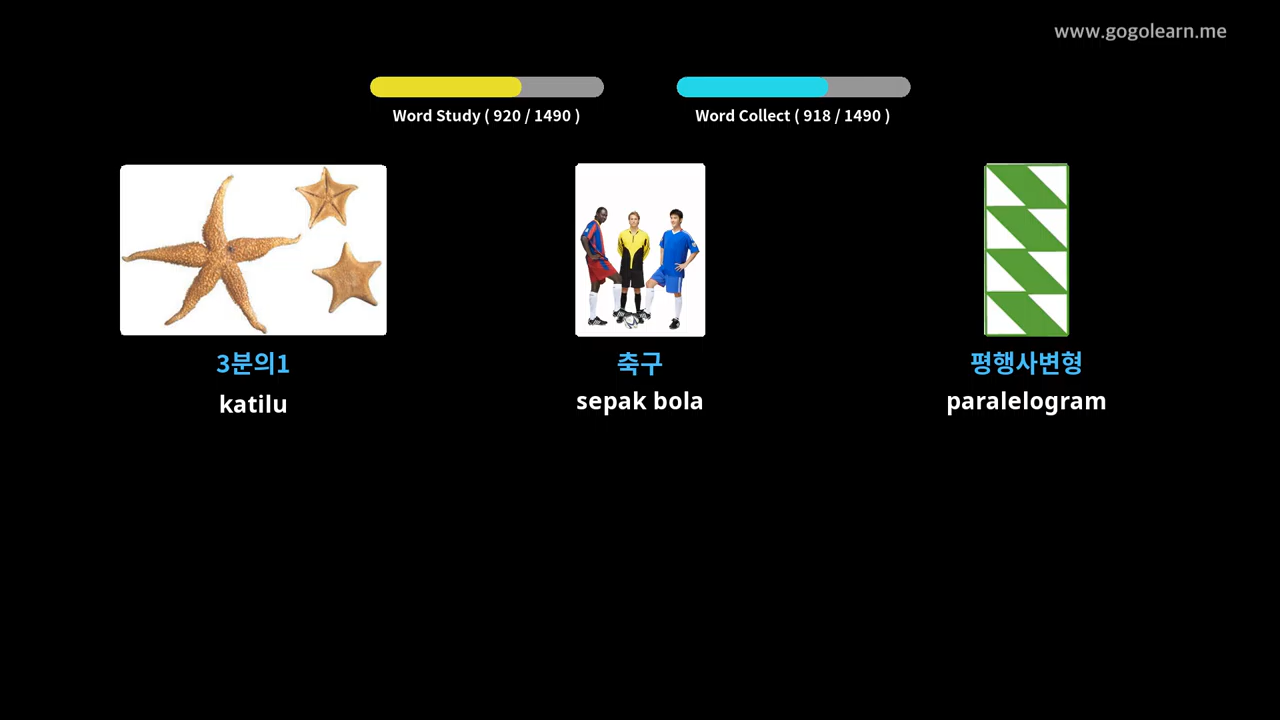 www.gogolearn.me
Word Study ( 920 / 1490 )
Word Collect ( 918 / 1490 )
3분의1
katilu
축구
sepak bola
평행사변형
paralelogram